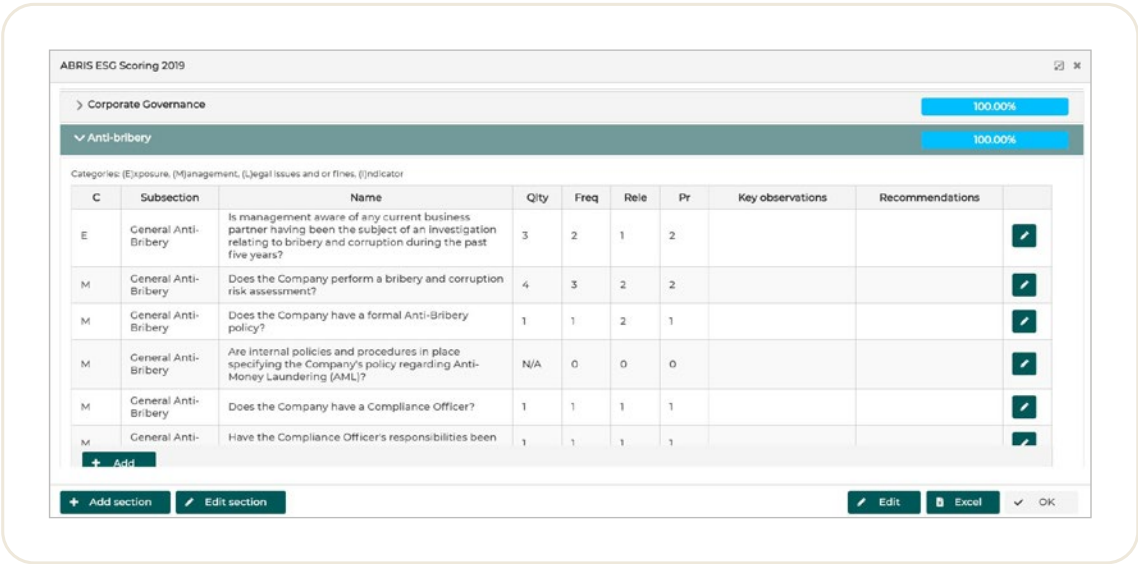 ABRIS ESG Scoring 2019
Corporate Governance
100.00%
Anti-bribery
100.00%
Categories: (E)xposure, (M)anagement, (L)egal issues and or fines, (I)ndicator
C Subsection Name Qlty Freq Rele Pr Key observations Recommendations
E General Anti-Bribery Is management aware of any current business partner having been the subject of an investigation relating to bribery and corruption during the past five years? 3 2 1 2
M General Anti-Bribery Does the Company perform a bribery and corruption risk assessment? 4 3 2 2
M General Anti-Bribery Does the Company have a formal Anti-Bribery policy? 1 1 2 1
M General Anti-Bribery Are internal policies and procedures in place specifying the Company's policy regarding Anti-Money Laundering (AML)? N/A 0 0 0
M General Anti-Bribery Does the Company have a Compliance Officer? 1 1 1 1
M General Anti- Have the Compliance Officer's responsibilities been 1 1 1 1
+ Add
+ Add section
Edit section
Edit
Excel
OK